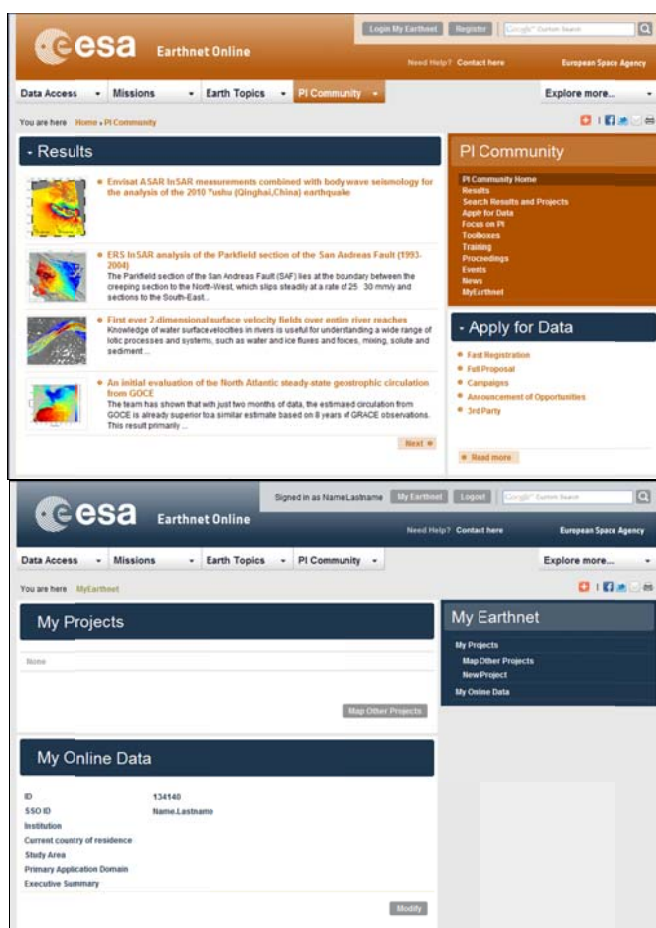 Login My Earthnet Register Google™ Custom Search
esa Earthnet Online
Need Help? Contact here European Space Agency
Data Access Missions Earth Topics PI Community Explore more...
You are here Home » PI Community
- Results
Envisat ASAR InSAR measurements combined with bodywave seismology for
the analysis of the 2010 Yushu (Qinghai,China) earthquake
ERS InSAR analysis of the Parkfield section of the San Andreas Fault (1993-
2004)
The Parkfield section of the San Andreas Fault (SAF) lies at the boundary between the
creeping section to the North-West, which slips steadily at a rate of 25 30 mm/y and
sections to the South-East...
First ever 2-dimensional surface velocity fields over entire river reaches
Knowledge of water surface velocities in rivers is useful for understanding a wide range of
lotic processes and systems, such as water and ice fluxes and forces, mixing, solute and
sediment ...
An initial evaluation of the North Atlantic steady-state geostrophic circulation
from GOCE
The team has shown that with just two months of data, the estimated circulation from
GOCE is already superior to a similar estimate based on 8 years of GRACE observations.
This result primarily ...
Next
PI Community
PI Community Home
Results
Search Results and Projects
Apply for Data
Focus on PI
Toolboxes
Training
Proceedings
Events
News
MyEarthnet
- Apply for Data
Fast Registration
Full Proposal
Campaigns
Announcement of Opportunities
3rd Party
Read more
Signed in as NameLastname My Earthnet Logout Google™ Custom Search
esa Earthnet Online
Need Help? Contact here European Space Agency
Data Access Missions Earth Topics PI Community Explore more...
You are here MyEarthnet
My Projects
None
Map Other Projects
My Online Data
ID 134140
SSO ID Name.Lastname
Institution
Current country of residence
Study Area
Primary Application Domain
Executive Summary
Modify
My Earthnet
My Projects
Map Other Projects
New Project
My Online Data